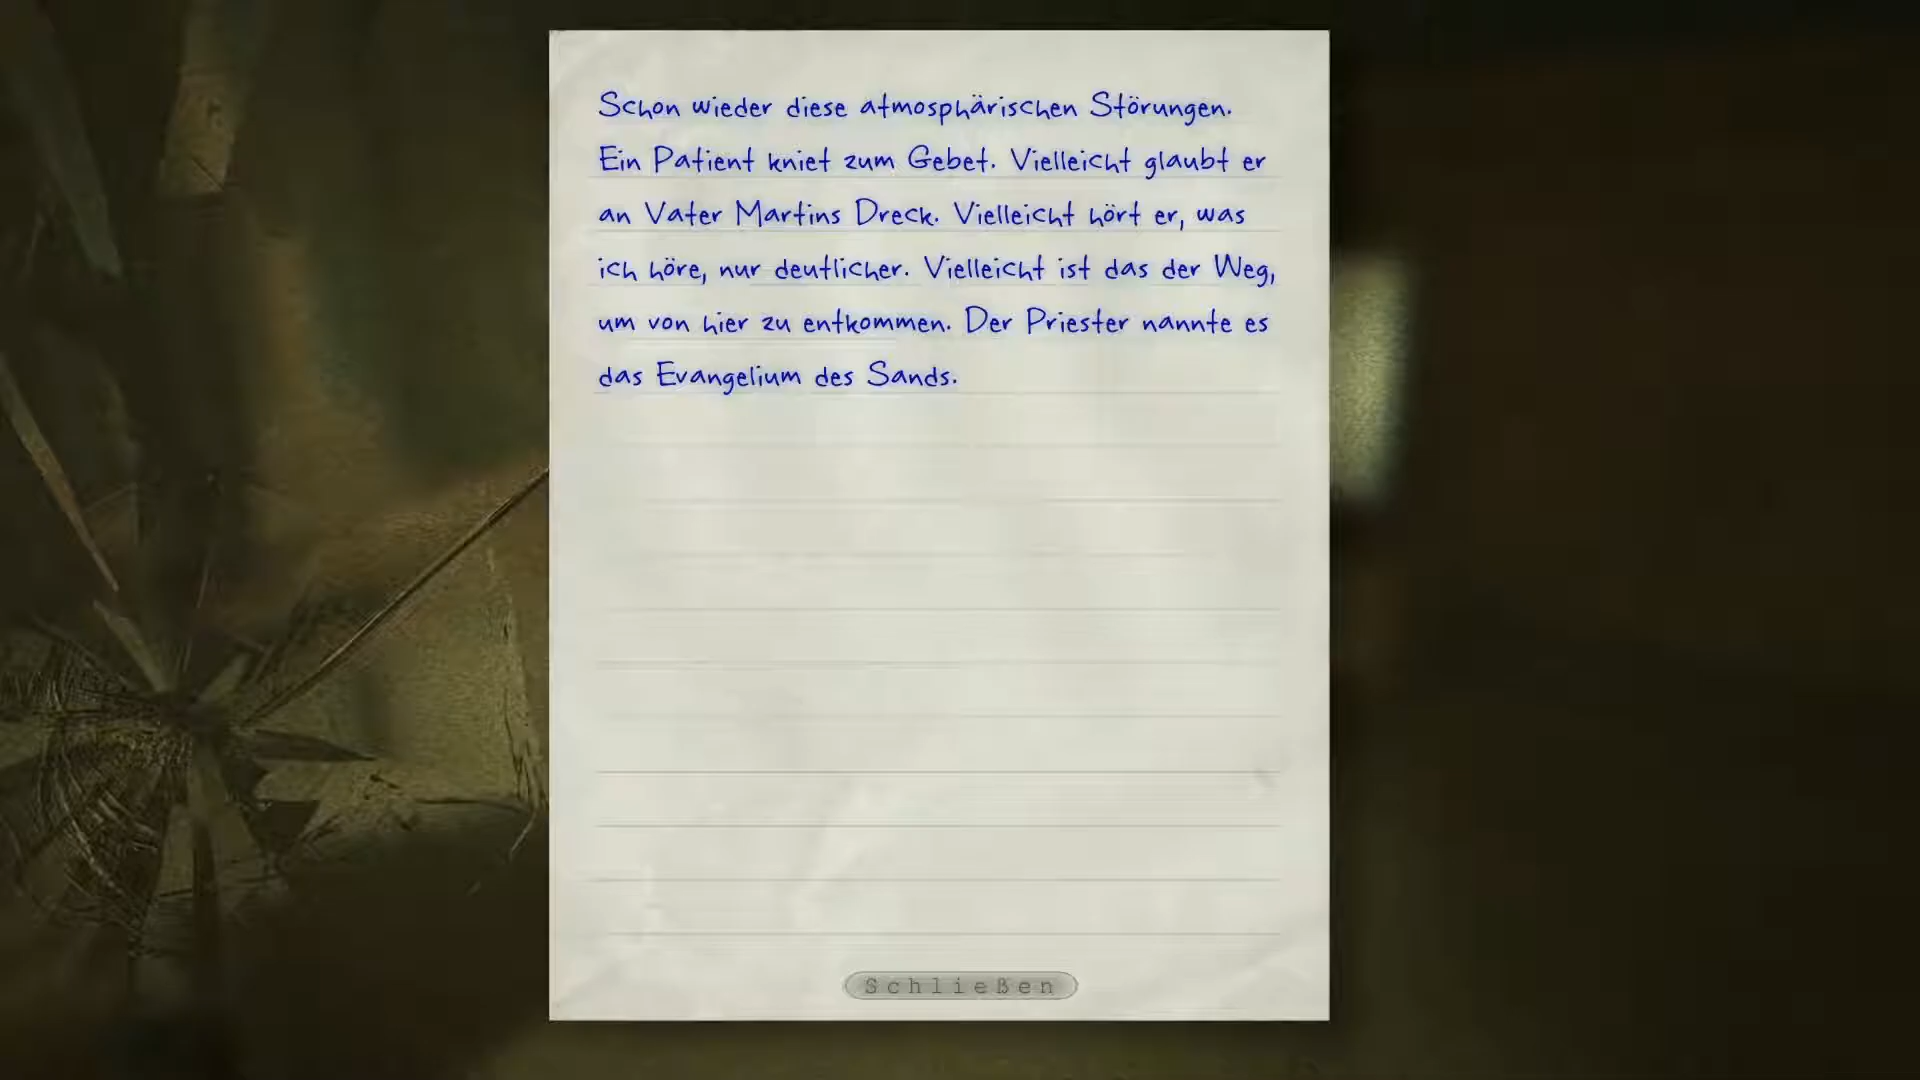 Schon wieder diese atmosphärischen Störungen.
Ein Patient kniet zum Gebet. Vielleicht glaubt er
an Vater Martins Dreck. Vielleicht hört er, was
ich höre, nur deutlicher. Vielleicht ist das der Weg,
um von hier zu entkommen. Der Priester nannte es
das Evangelium des Sands.
Schließen